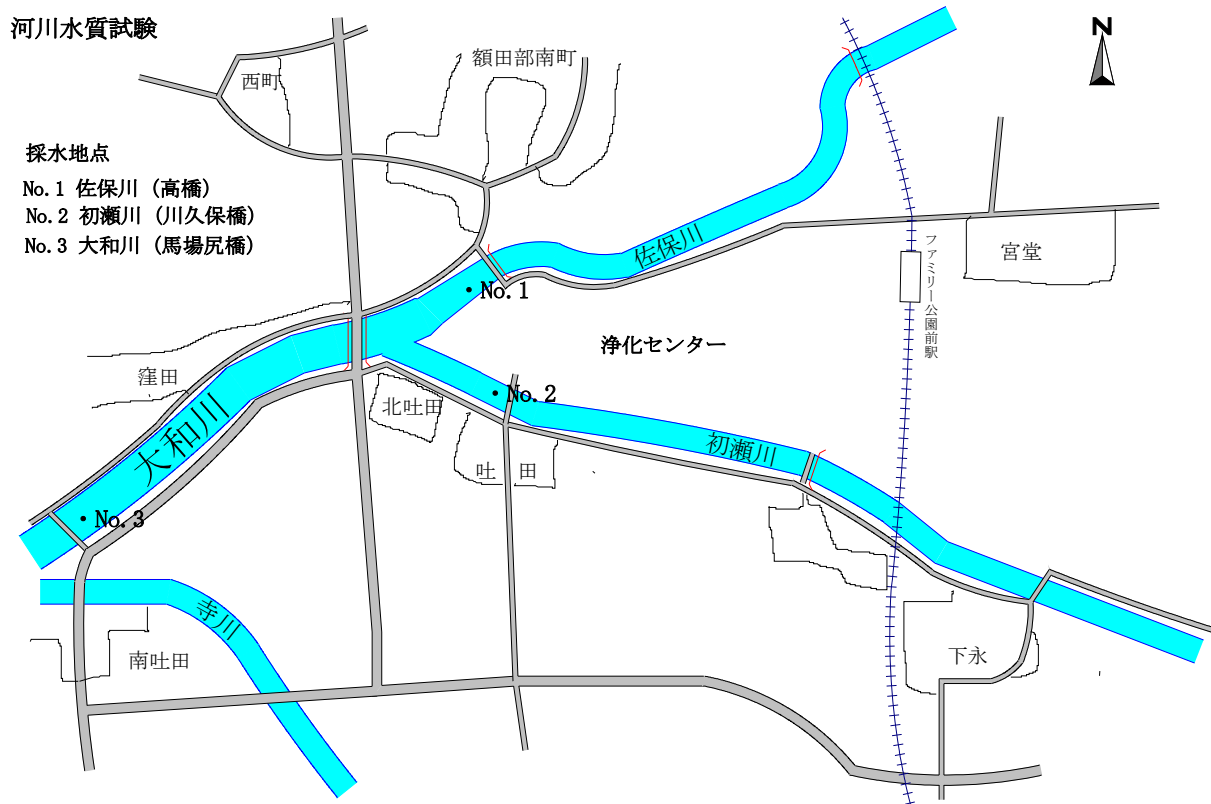 河川水質試験
N
額田部南町
西町
採水地点
No.1 佐保川（高橋）
No.2 初瀬川（川久保橋）
No.3 大和川（馬場尻橋）
佐保川
宮堂
ファミリー公園前駅
No.1
浄化センター
窪田
No.2
北吐田
大和川
初瀬川
吐　田
No.3
寺川
南吐田
下永